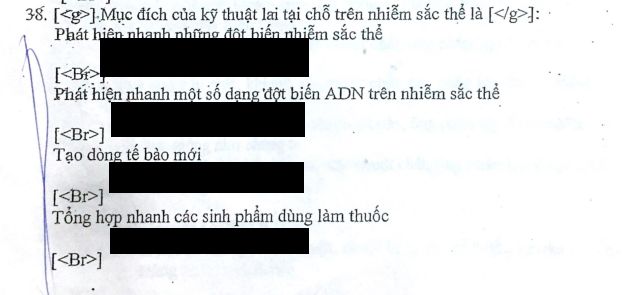 38. [<g>] Mục đích của kỹ thuật lai tại chỗ trên nhiễm sắc thể là [</g>]:
Phát hiện nhanh những đột biến nhiễm sắc thể
[<Br>]
Phát hiện nhanh một số dạng đột biến ADN trên nhiễm sắc thể
[<Br>]
Tạo dòng tế bào mới
[<Br>]
Tổng hợp nhanh các sinh phẩm dùng làm thuốc
[<Br>]